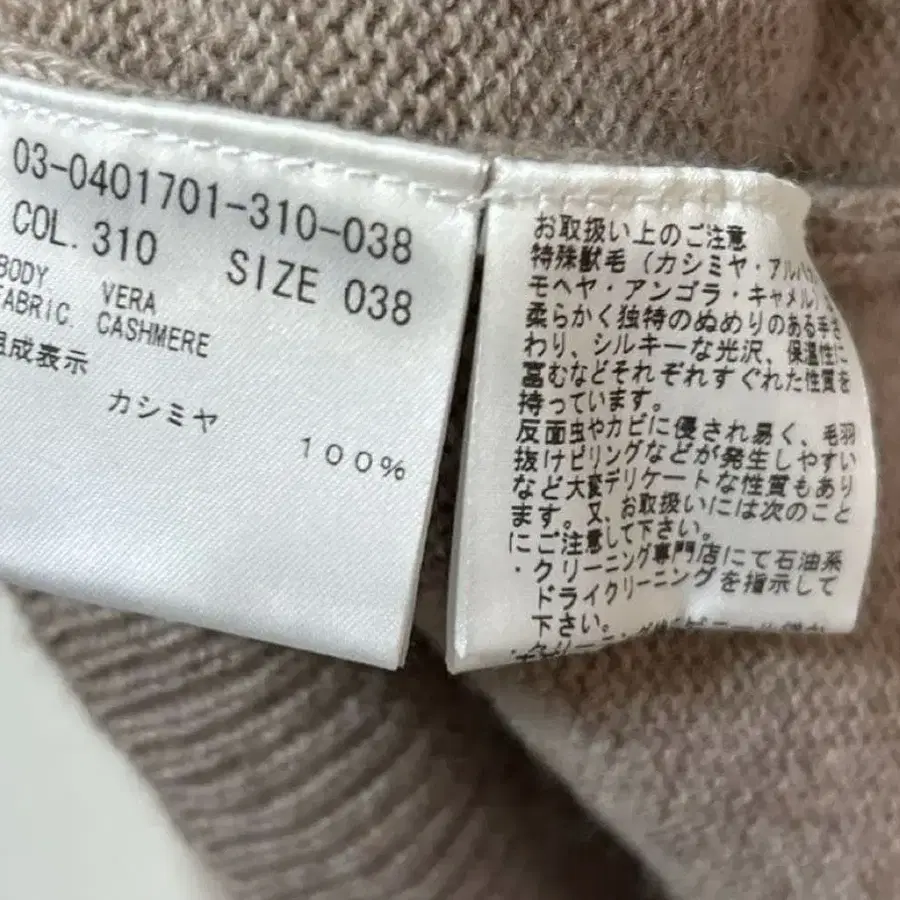 03-0401701-310-038
COL. 310 SIZE 038
BODY VERA
FABRIC. CASHMERE
組成表示
カシミヤ
100%
お取扱い上のご注意
特殊獣毛(カシミヤ・アルパカ
モヘヤ・アンゴラ・キャメル)
柔らかく独特のぬめりのある手ざ
わり、シルキーな光沢、保温性に
富むなどそれぞれすぐれた性質を
持っています。
反面虫やカビに侵され易く、毛羽
抜けピリングなどが発生しやすい
など大変デリケートな性質もあり
ます。又、お取扱いには次のこと
にご注意して下さい。
・クリーニング専門店にて石油系
ドライクリーニングを指示して
下さい。